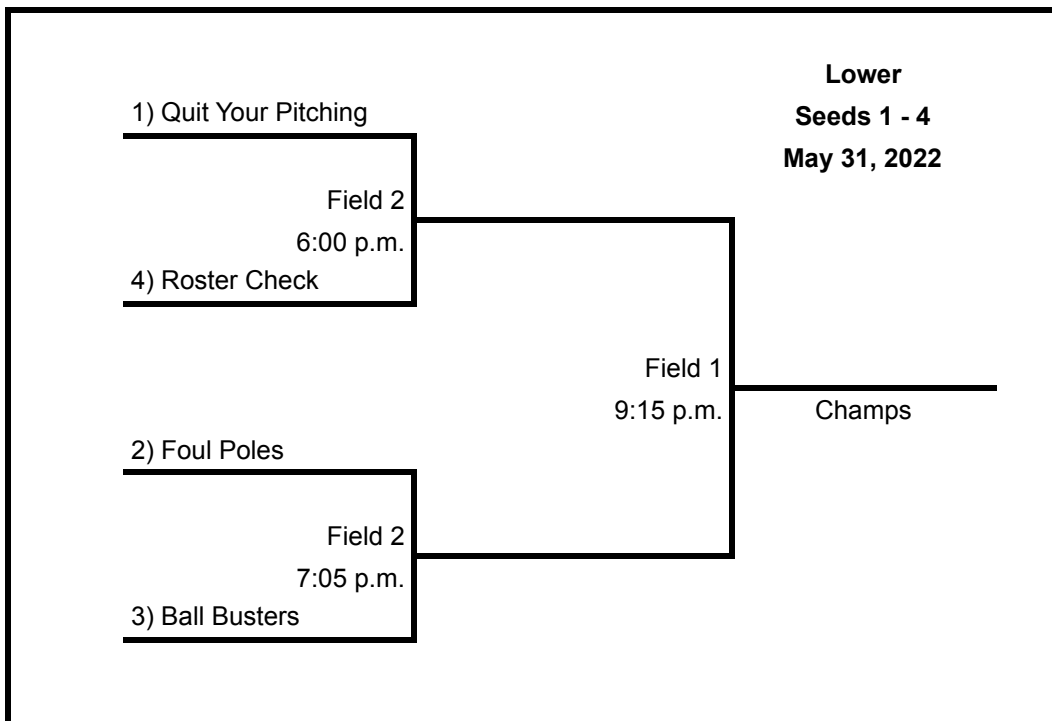 Lower
Seeds 1 - 4
May 31, 2022
1) Quit Your Pitching
Field 2
6:00 p.m.
4) Roster Check
Field 1
9:15 p.m.
Champs
2) Foul Poles
Field 2
7:05 p.m.
3) Ball Busters